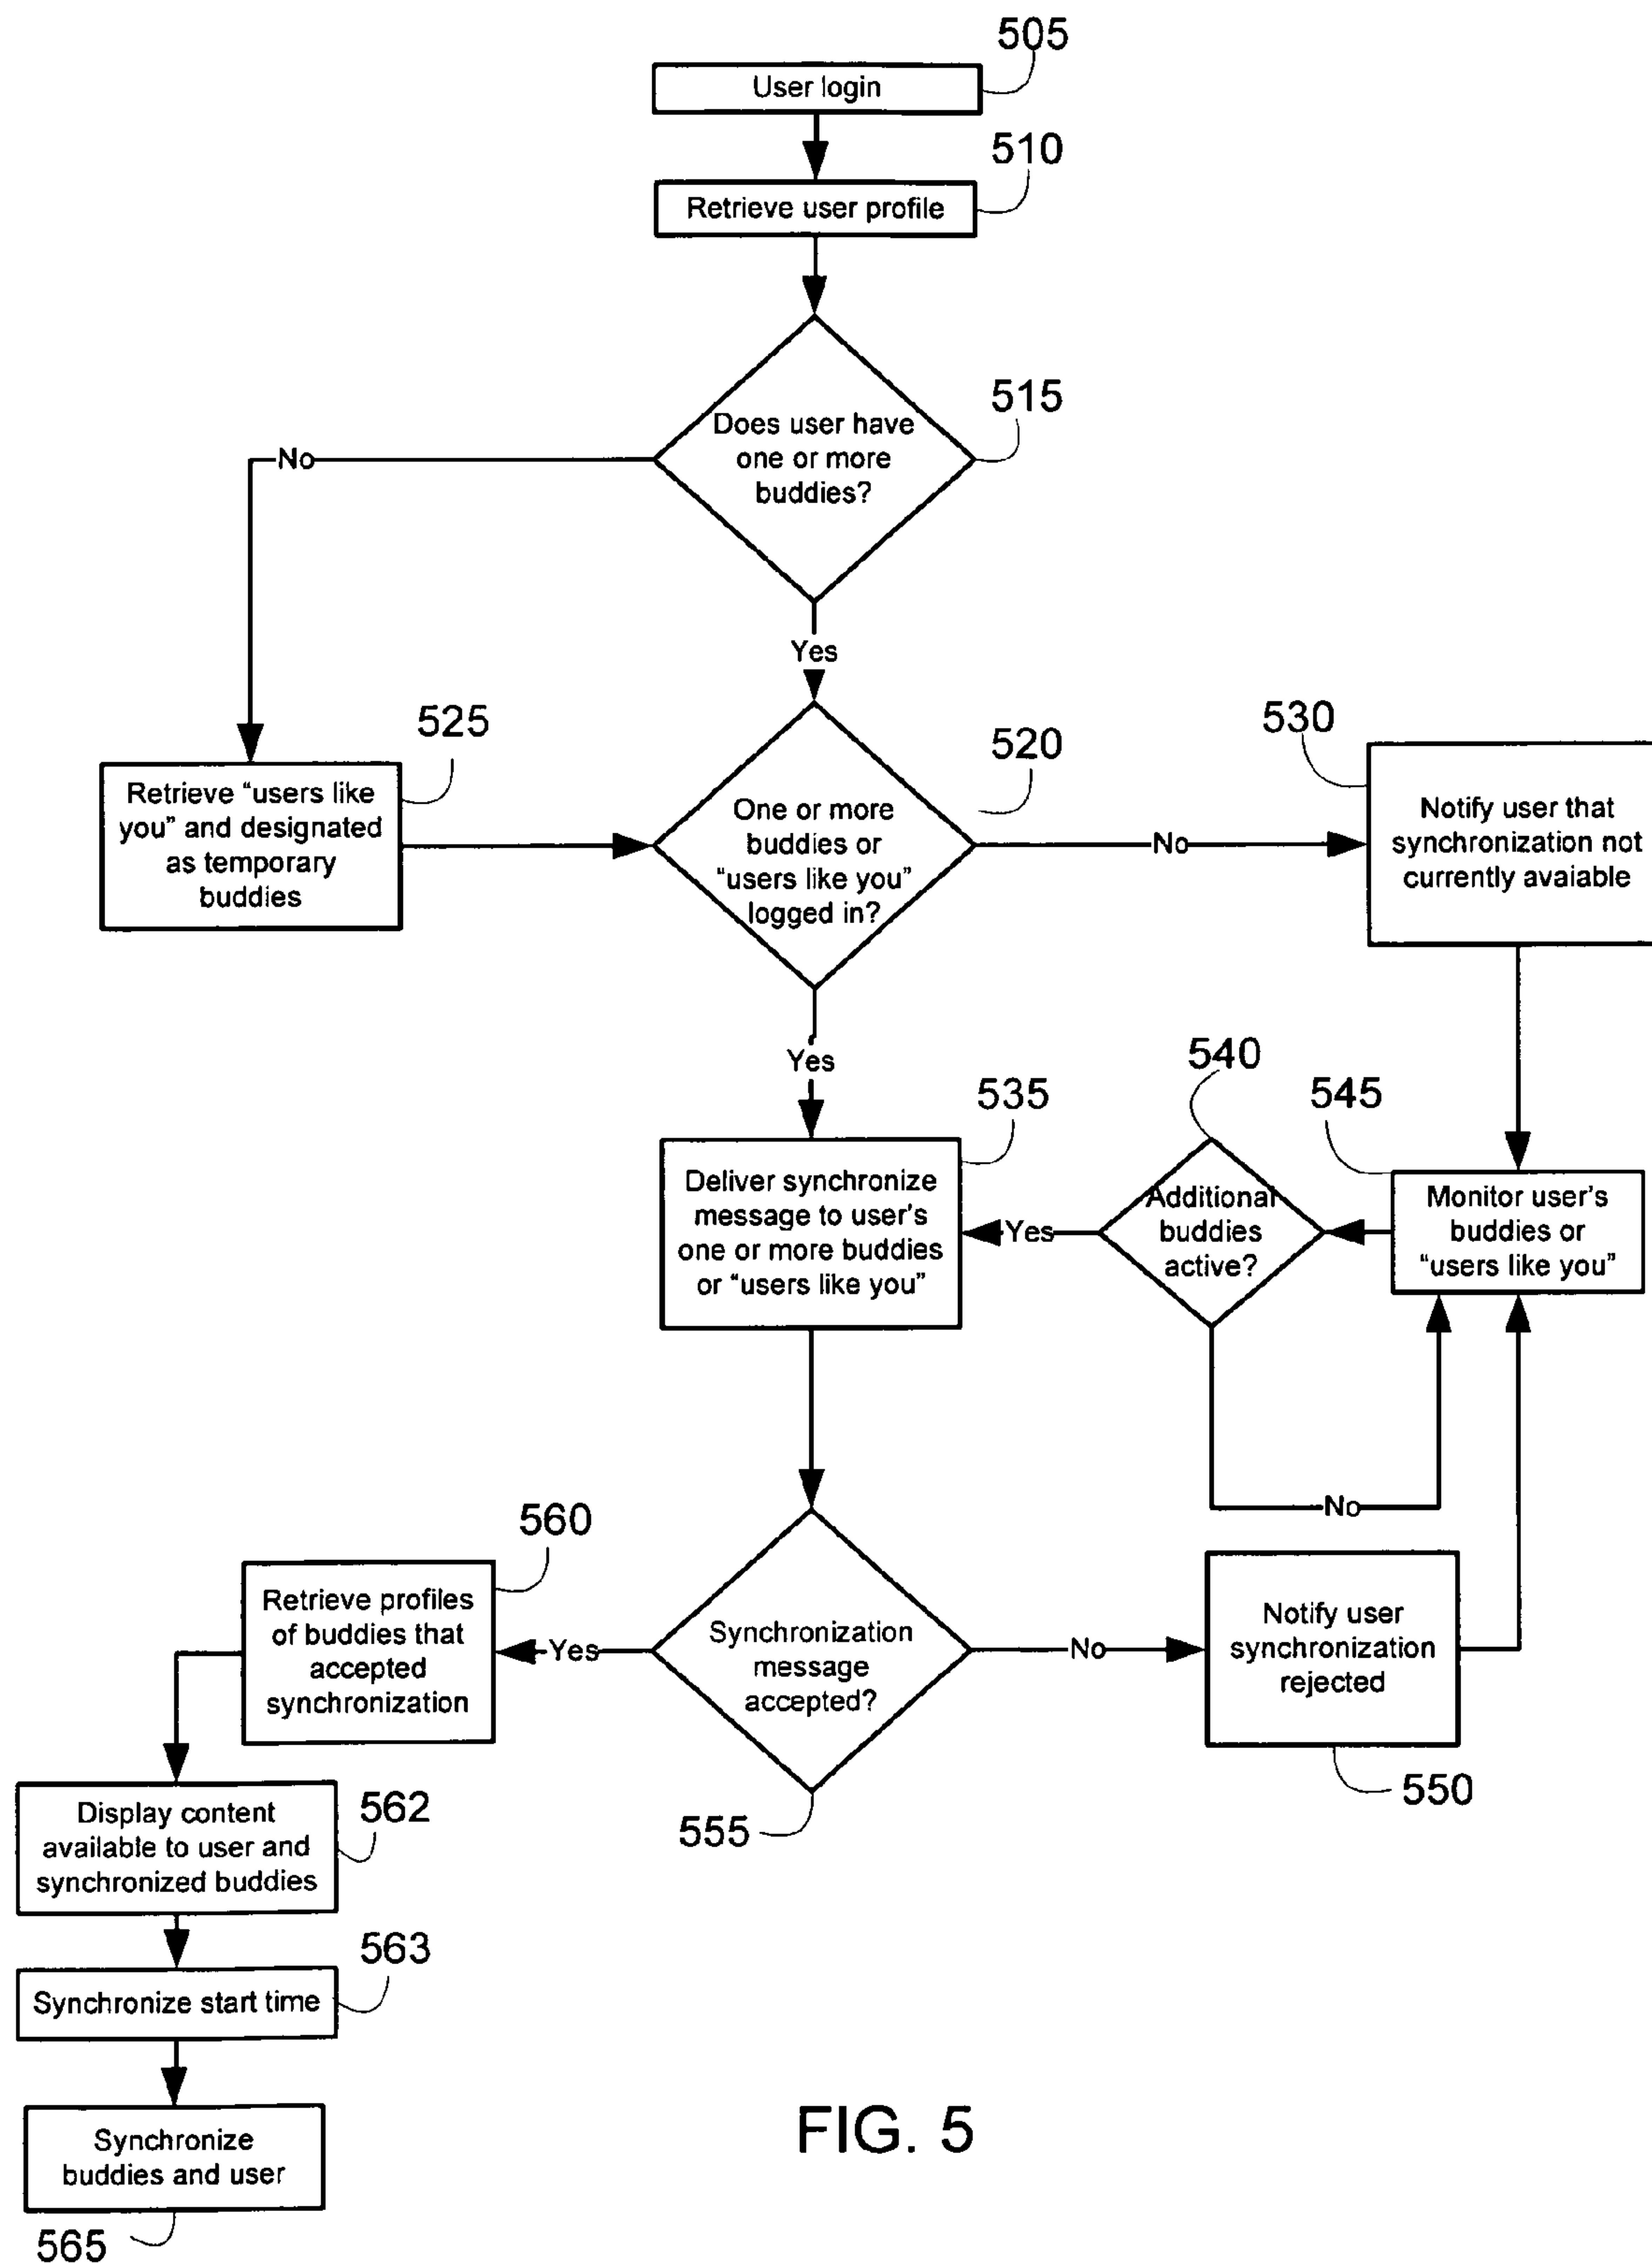 505
User login
510
Retrieve user profile
515
Does user have
one or more
buddies?
No
Yes
525
Retrieve “users like
you” and designated
as temporary
buddies
520
One or more
buddies or
“users like you”
logged in?
No
530
Notify user that
synchronization not
currently avaiable
Yes
535
Deliver synchronize
message to user's
one or more buddies
or “users like you”
540
Additional
buddies
active?
Yes
545
Monitor user's
buddies or
“users like you”
No
560
Retrieve profiles
of buddies that
accepted
synchronization
Yes
Synchronization
message
accepted?
555
No
Notify user
synchronization
rejected
550
Display content
available to user and
synchronized buddies
562
563
Synchronize start time
Synchronize
buddies and user
565
FIG. 5